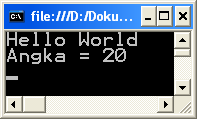 file:///D:/Doku...
Hello World
Angka = 20